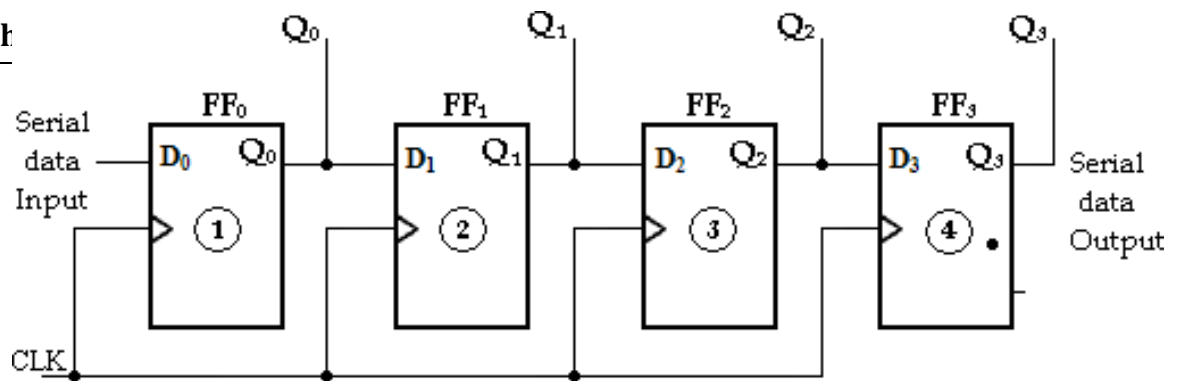 Q₀ Q₁ Q₂ Q₃
FF₀ FF₁ FF₂ FF₃
Serial
data
Input
D₀ Q₀ D₁ Q₁ D₂ Q₂ D₃ Q₃
Serial
data
Output
1 2 3 4
CLK